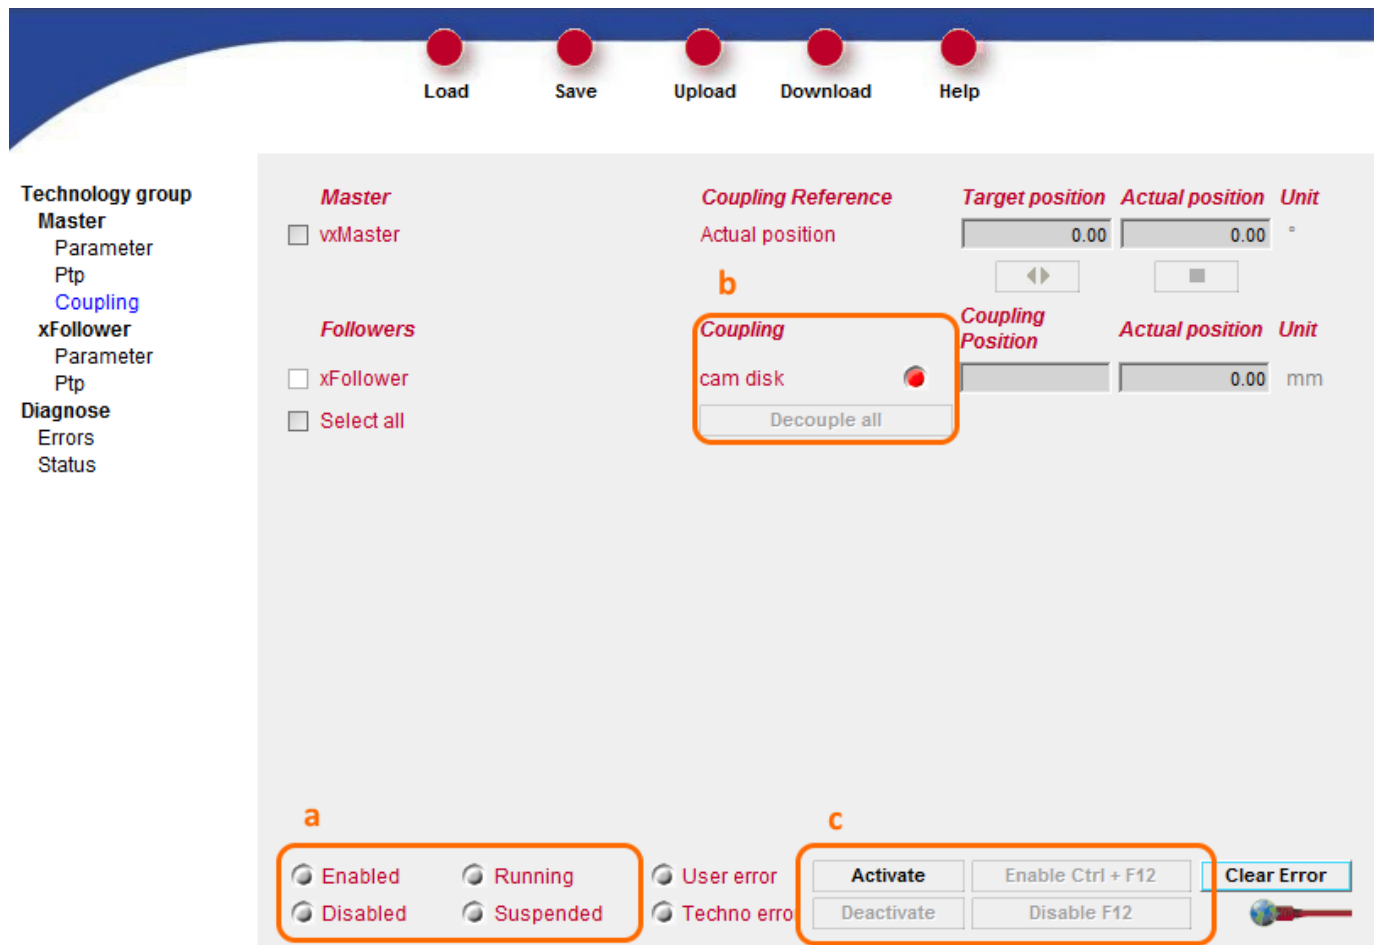 Load Save Upload Download Help
Technology group
Master
Parameter
Ptp
Coupling
xFollower
Parameter
Ptp
Diagnose
Errors
Status
Master Coupling Reference Target position Actual position Unit
vxMaster Actual position 0.00 0.00 °
b
Followers Coupling Coupling Position Actual position Unit
xFollower cam disk 0.00 mm
Select all Decouple all
a c
Enabled Running User error Activate Enable Ctrl + F12 Clear Error
Disabled Suspended Techno erro Deactivate Disable F12